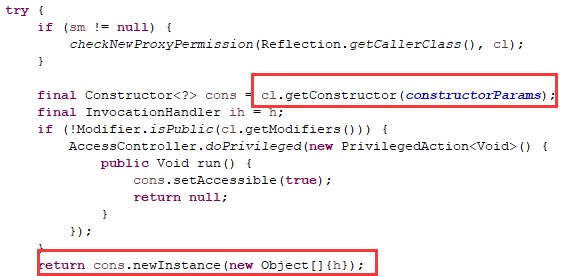 try {
    if (sm != null) {
        checkNewProxyPermission(Reflection.getCallerClass(), cl);
    }
    final Constructor<?> cons = cl.getConstructor(constructorParams);
    final InvocationHandler ih = h;
    if (!Modifier.isPublic(cl.getModifiers())) {
        AccessController.doPrivileged(new PrivilegedAction<Void>() {
            public Void run() {
                cons.setAccessible(true);
                return null;
            }
        });
    }
    return cons.newInstance(new Object[]{h});